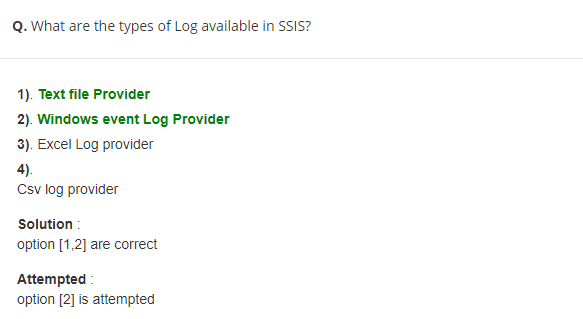 Q. What are the types of Log available in SSIS?
1). Text file Provider
2). Windows event Log Provider
3). Excel Log provider
4).
Csv log provider
Solution :
option [1,2] are correct
Attempted :
option [2] is attempted